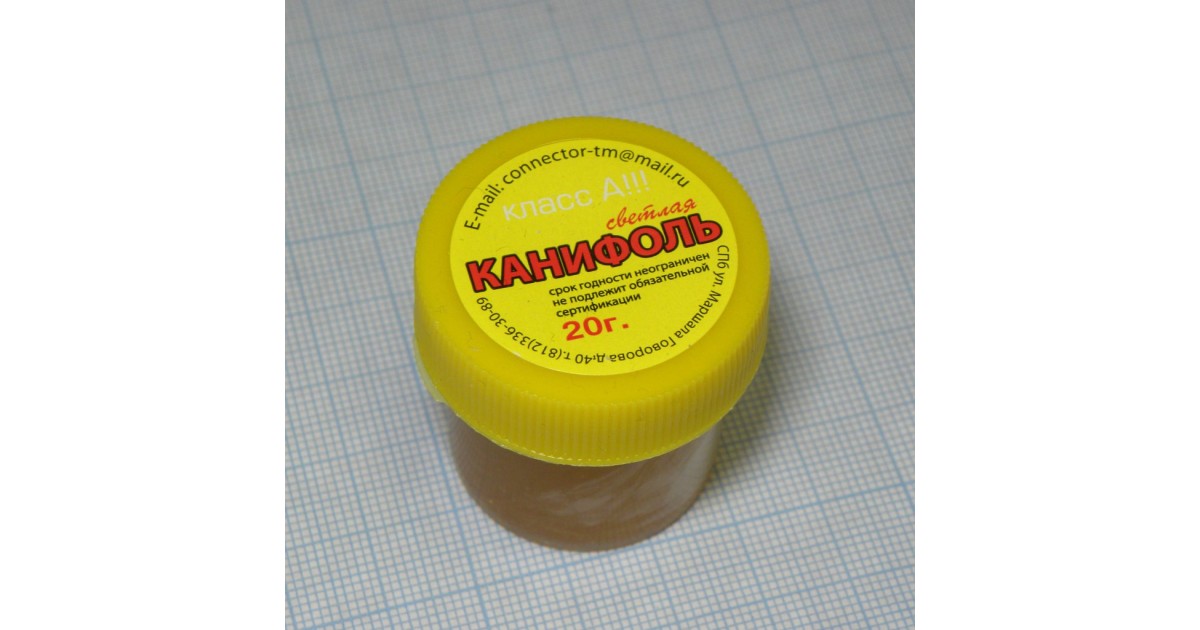 E-mail: connector-tm@mail.ru
класс А!!!
светлая
КАНИФОЛЬ
срок годности неограничен
не подлежит обязательной
сертификации
20г.
СПб ул. Маршала Говорова д.40 т.(812)336-30-89